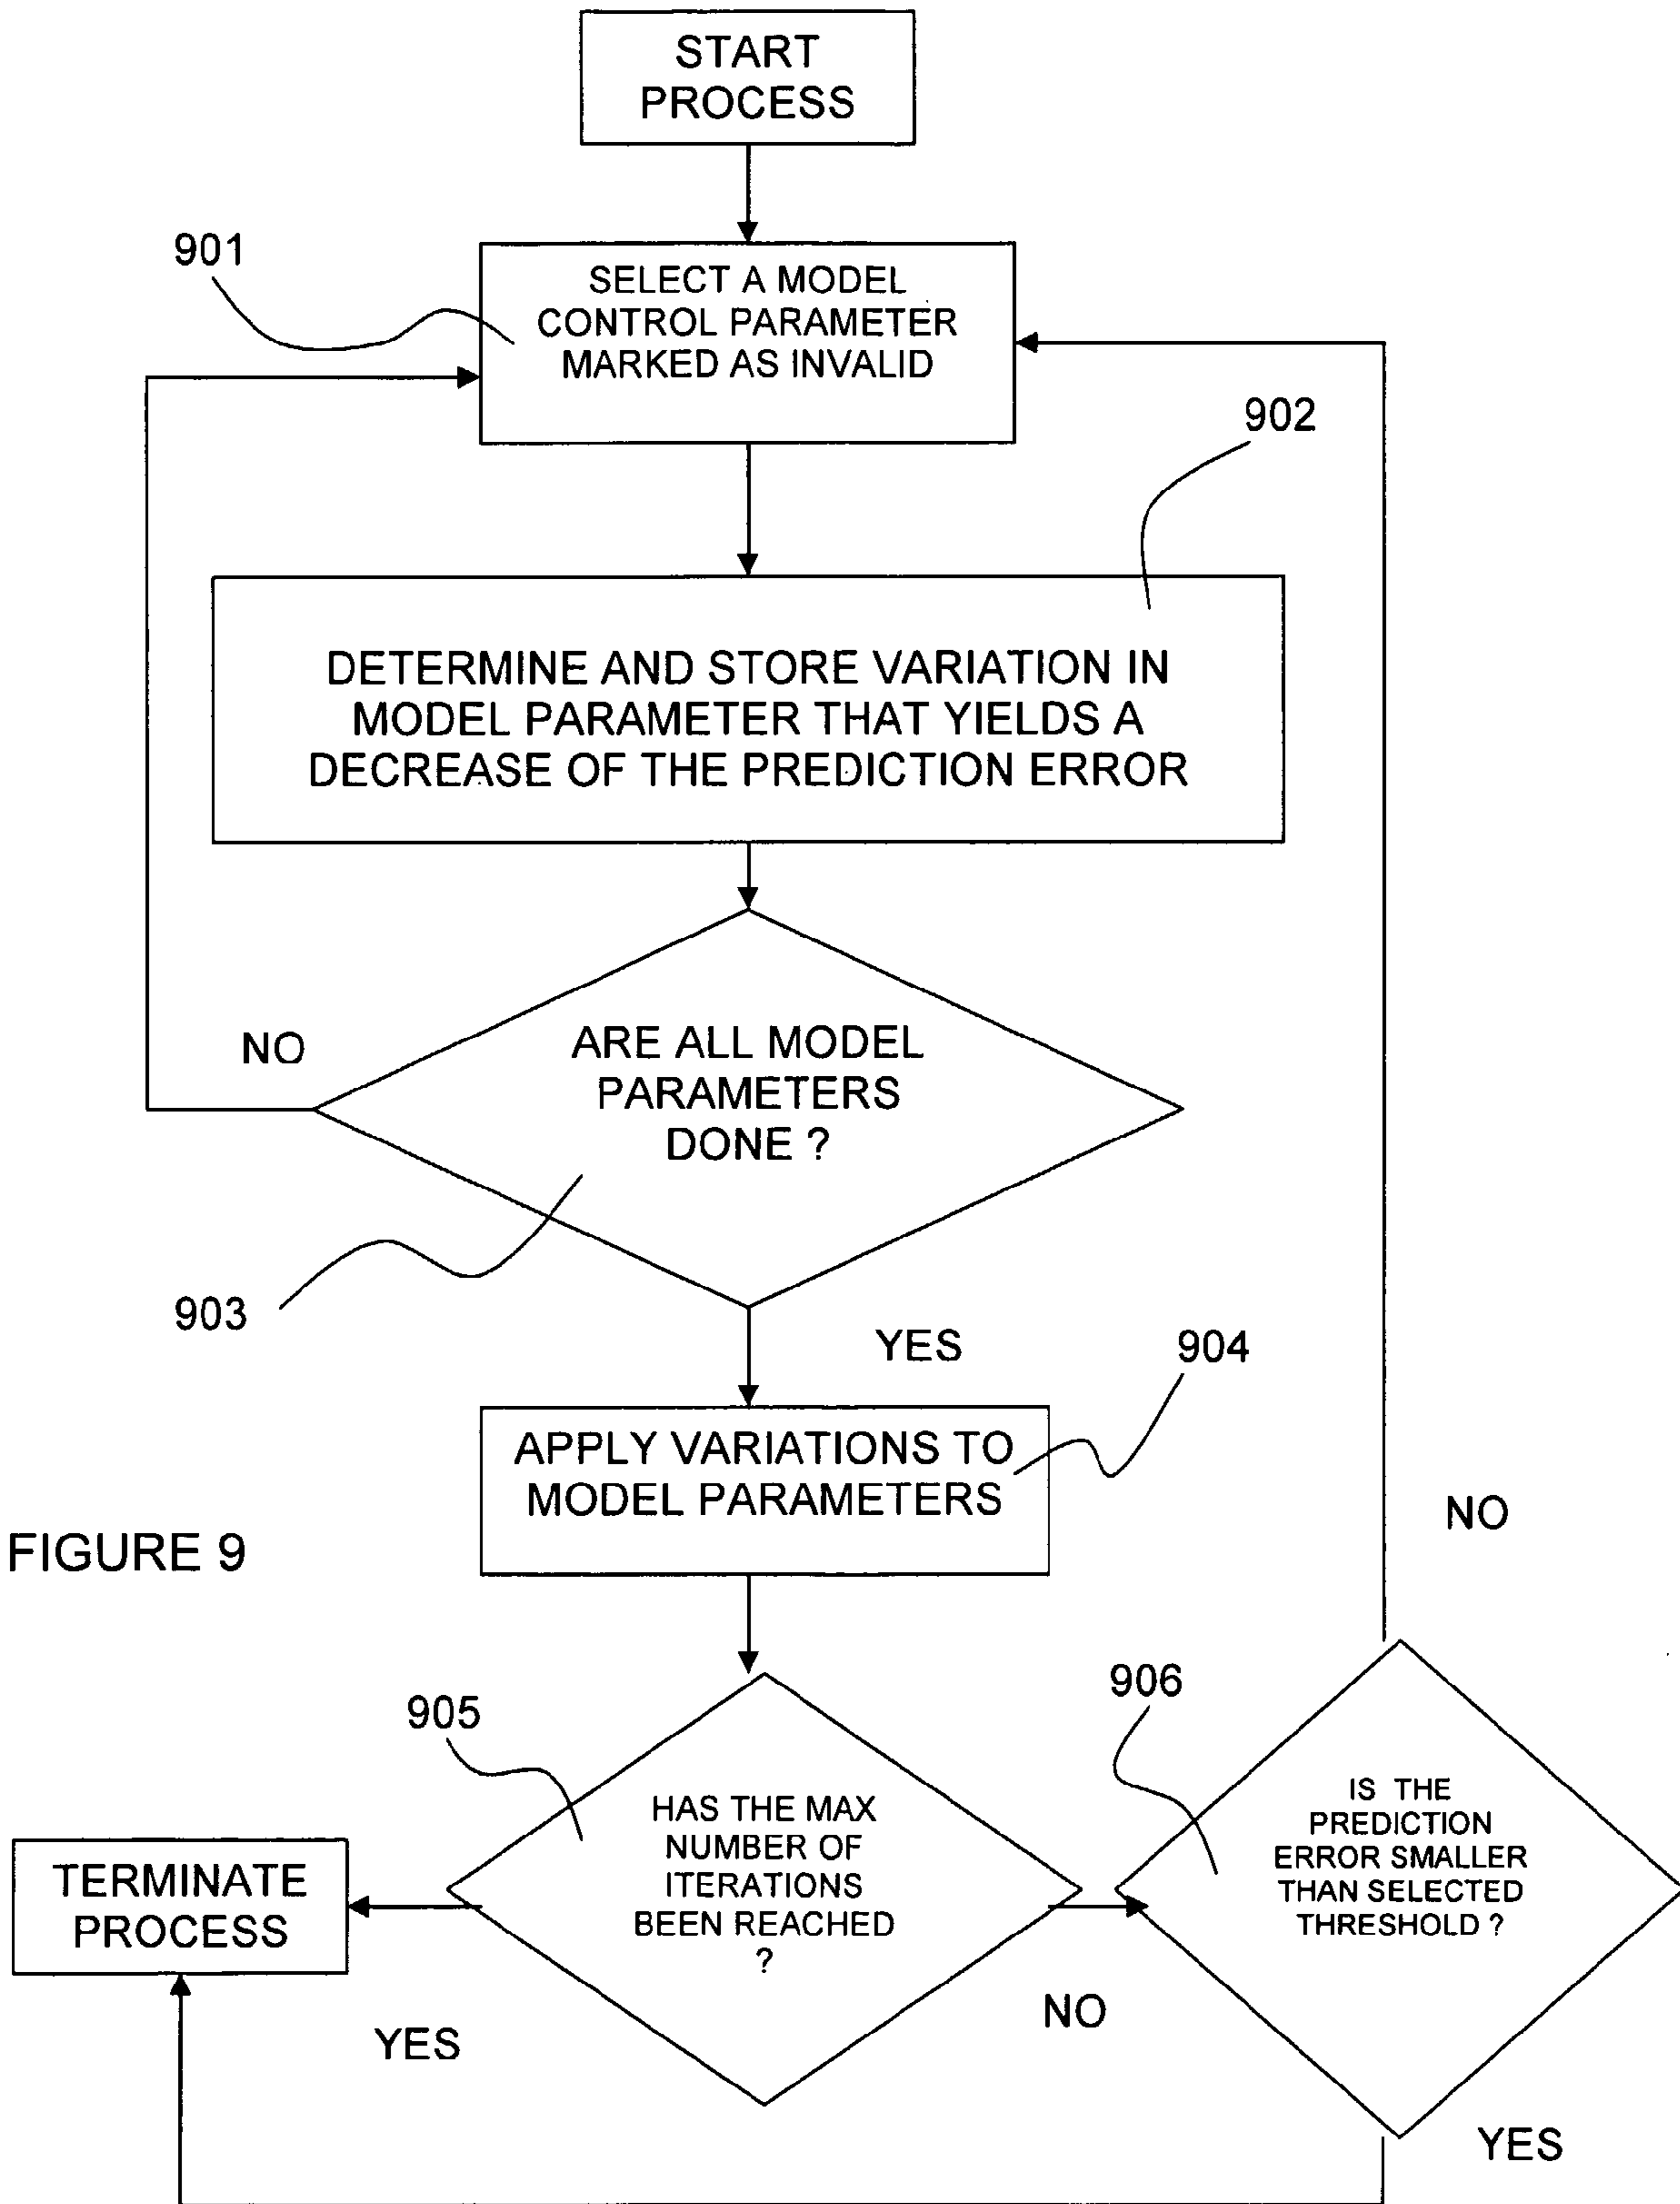 START
PROCESS
901
SELECT A MODEL
CONTROL PARAMETER
MARKED AS INVALID
902
DETERMINE AND STORE VARIATION IN
MODEL PARAMETER THAT YIELDS A
DECREASE OF THE PREDICTION ERROR
NO
ARE ALL MODEL
PARAMETERS
DONE ?
903
YES
904
APPLY VARIATIONS TO
MODEL PARAMETERS
NO
FIGURE 9
905
906
HAS THE MAX
NUMBER OF
ITERATIONS
BEEN REACHED
?
IS THE
PREDICTION
ERROR SMALLER
THAN SELECTED
THRESHOLD ?
TERMINATE
PROCESS
YES
NO
YES